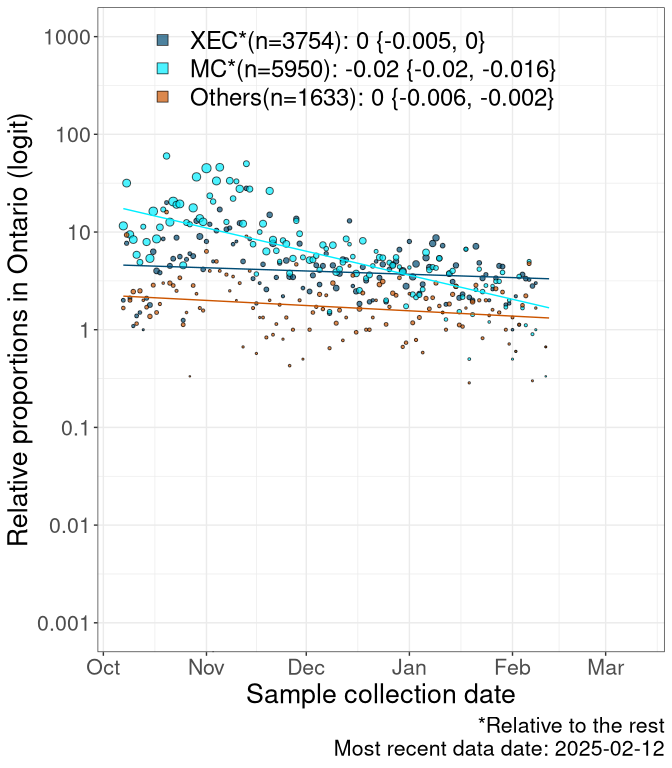 XEC*(n=3754): 0 {-0.005, 0}
MC*(n=5950): -0.02 {-0.02, -0.016}
Others(n=1633): 0 {-0.006, -0.002}
Relative proportions in Ontario (logit)
1000
100
10
1
0.1
0.01
0.001
Oct Nov Dec Jan Feb Mar
Sample collection date
*Relative to the rest
Most recent data date: 2025-02-12